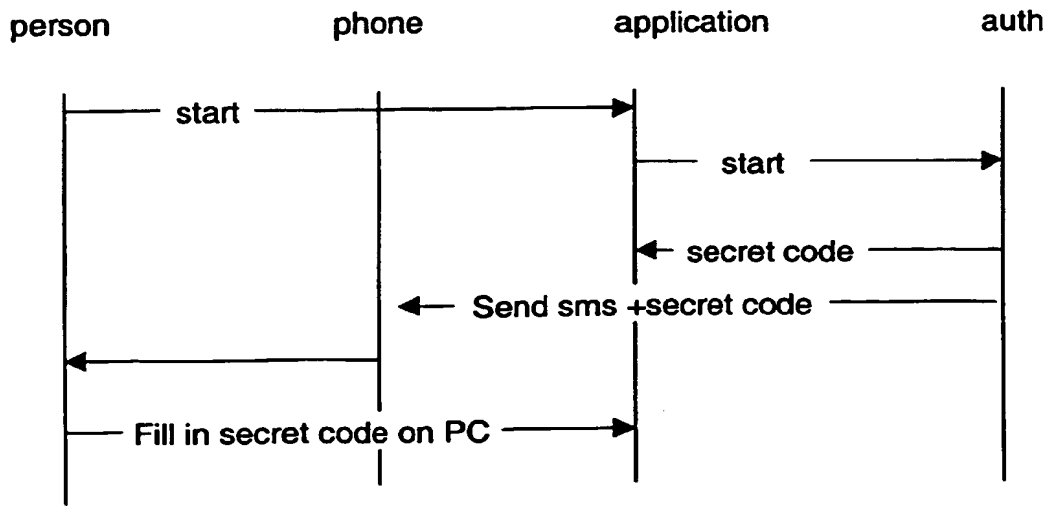 person phone application auth
start
start
secret code
Send sms +secret code
Fill in secret code on PC